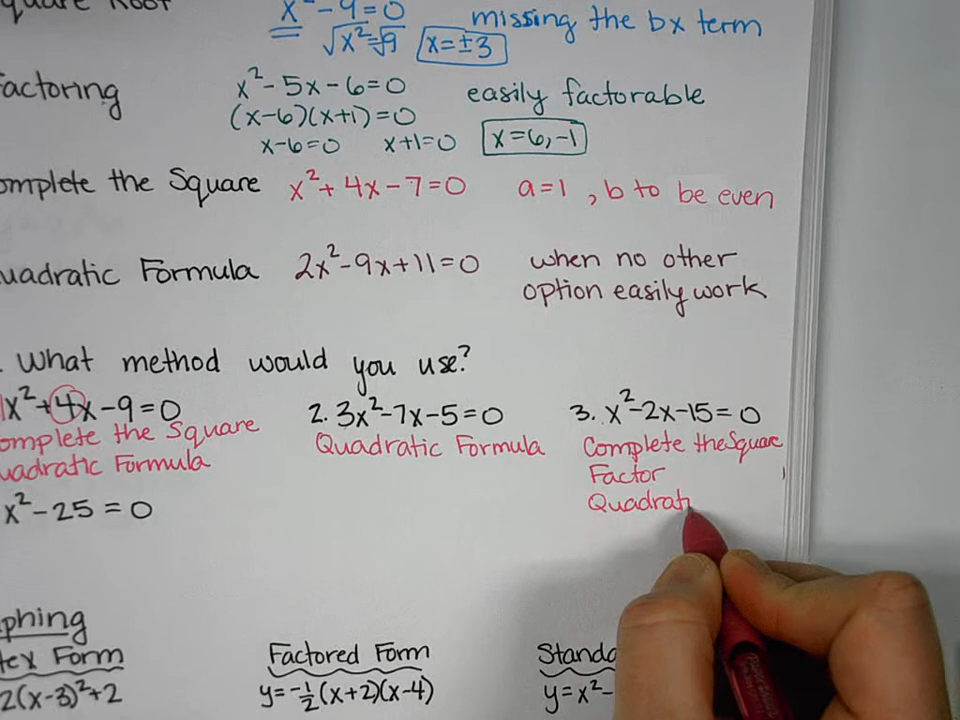 x² - 9 = 0 missing the bx term
√x² = √9 x = ±3
actoring x² - 5x - 6 = 0 easily factorable
(x-6)(x+1) = 0
x-6=0 x+1=0 x=6,-1
omplete the Square x² + 4x - 7 = 0 a=1, b to be even
uadratic Formula 2x² - 9x + 11 = 0 when no other
option easily work
. What method would you use?
x² + 4x - 9 = 0 2. 3x² - 7x - 5 = 0 3. x² - 2x - 15 = 0
omplete the Square Quadratic Formula Complete the Square
uadratic Formula Factor
Quadrati
x² - 25 = 0
phing
tex Form Factored Form Standa
2(x-3)² + 2 y = -1/2(x+2)(x-4) y = x² -